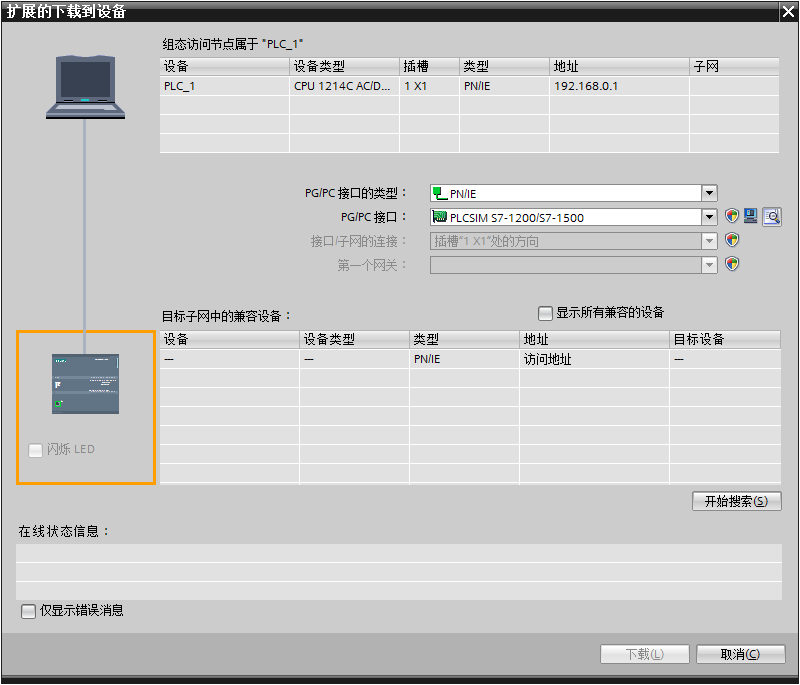 扩展的下载到设备
组态访问节点属于 "PLC_1"
设备 设备类型 插槽 类型 地址 子网
PLC_1 CPU 1214C AC/D... 1 X1 PN/IE 192.168.0.1
PG/PC 接口的类型：
PN/IE
PG/PC 接口：
PLCSIM S7-1200/S7-1500
接口/子网的连接：
插槽"1 X1"处的方向
第一个网关：
目标子网中的兼容设备：
显示所有兼容的设备
设备 设备类型 类型 地址 目标设备
— — PN/IE 访问地址 —
闪烁 LED
开始搜索(S)
在线状态信息：
仅显示错误消息
下载(L) 取消(C)